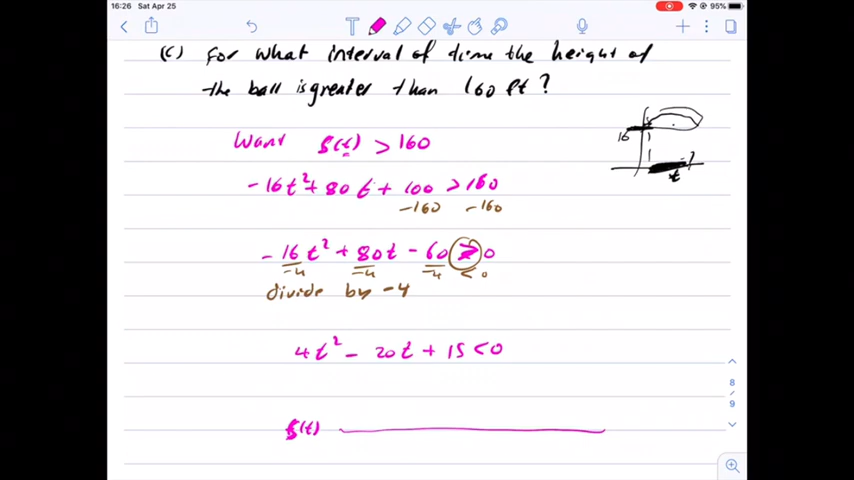 16:26 Sat Apr 25
95%
(c) For what interval of time the height of
the ball is greater than 160 ft?
16
?
t
Want S(t) > 160
-16t² + 80t + 100 > 160
-160 -160
-16t² + 80t - 60 > 0
-4 -4 -4 < 0
divide by -4
4t² - 20t + 15 < 0
8
/
9
S(t)